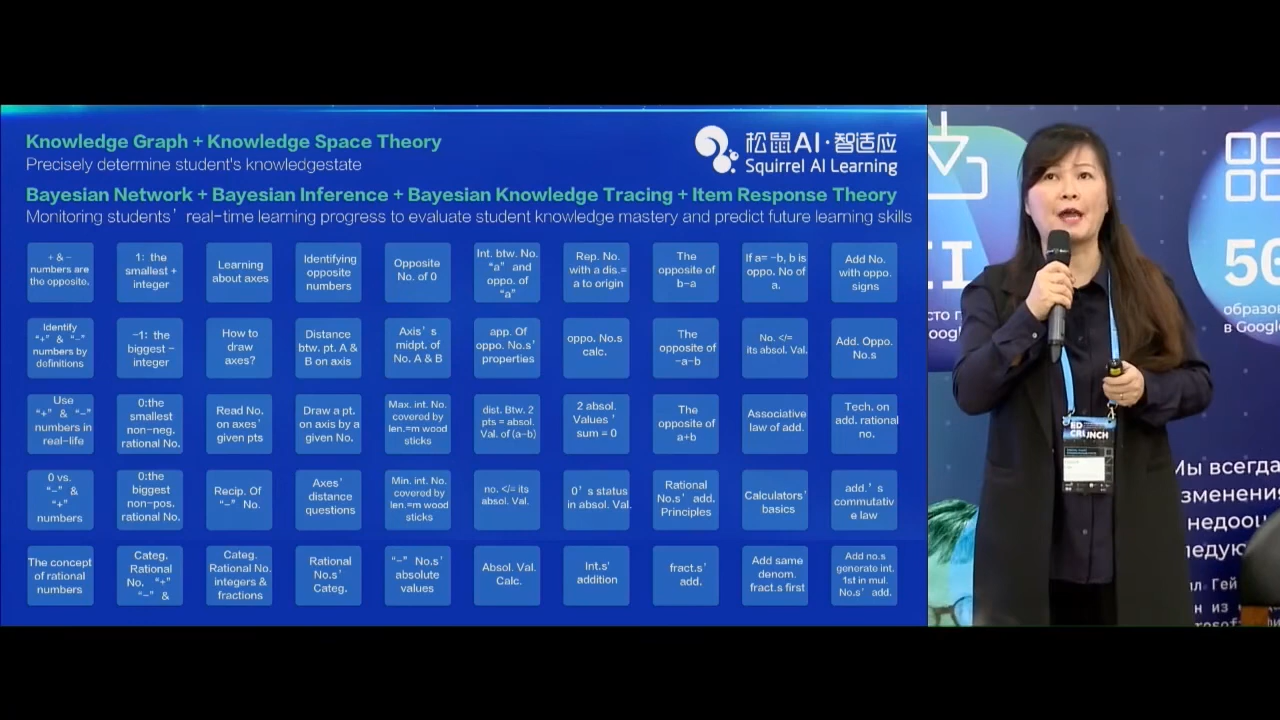 Knowledge Graph + Knowledge Space Theory
Precisely determine student's knowledgestate
松鼠AI·智适应
Squirrel AI Learning
Bayesian Network + Bayesian Inference + Bayesian Knowledge Tracing + Item Response Theory
Monitoring students' real-time learning progress to evaluate student knowledge mastery and predict future learning skills
+ & -
numbers are
the opposite.
1: the
smallest +
integer
Learning
about axes
Identifying
opposite
numbers
Opposite
No. of 0
Int. btw. No.
"a" and
oppo. of
"a"
Rep. No.
with a dis.=
a to origin
The
opposite of
b-a
If a= -b, b is
oppo. No of
a.
Add No.
with oppo.
signs
Identify
"+" & "-"
numbers by
dofinitions
-1: the
biggest -
integer
How to
draw
axes?
Distance
btw. pt. A &
B on axis
Axis's
midpt. of
No. A & B
app. Of
oppo. No.s'
properties
oppo. No.s
calc.
The
opposite of
-a-b
No. </=
its absol. Val.
Add. Oppo.
No.s
Use
"+" & "-"
numbers in
real-life
0:the
smallest
non-neg.
rational No.
Read No.
on axes'
given pts
Draw a pt.
on axis by a
given No.
Max. int. No.
covered by
len.=m wood
sticks
dist. Btw. 2
pts = absol.
Val. of (a-b)
2 absol.
Values'
sum = 0
The
opposite of
a+b
Associative
law of add.
Tech. on
add. rational
no.
0 vs.
"-" &
"+"
numbers
0:the
biggest
non-pos.
rational No.
Recip. Of
"-" No.
Axes'
distance
questions
Min. int. No.
covered by
len.=m wood
sticks
no. </= its
absol. Val.
0's status
in absol. Val.
Rational
No.s' add.
Principles
Calculators'
basics
add.'s
commutativ
e law
The concept
of rational
numbers
Categ.
Rational
No. "+"
"-" &
Categ.
Rational No.
integers &
fractions
Rational
No.s'
Categ.
"-" No.s'
absolute
values
Absol. Val.
Calc.
Int.s'
addition
fract.s'
add.
Add same
denom.
fract.s first
Add no.s
generate int.
1st in mul.
No.s' add.
образов
в Google
ED
CRUNCH
Мы всегда